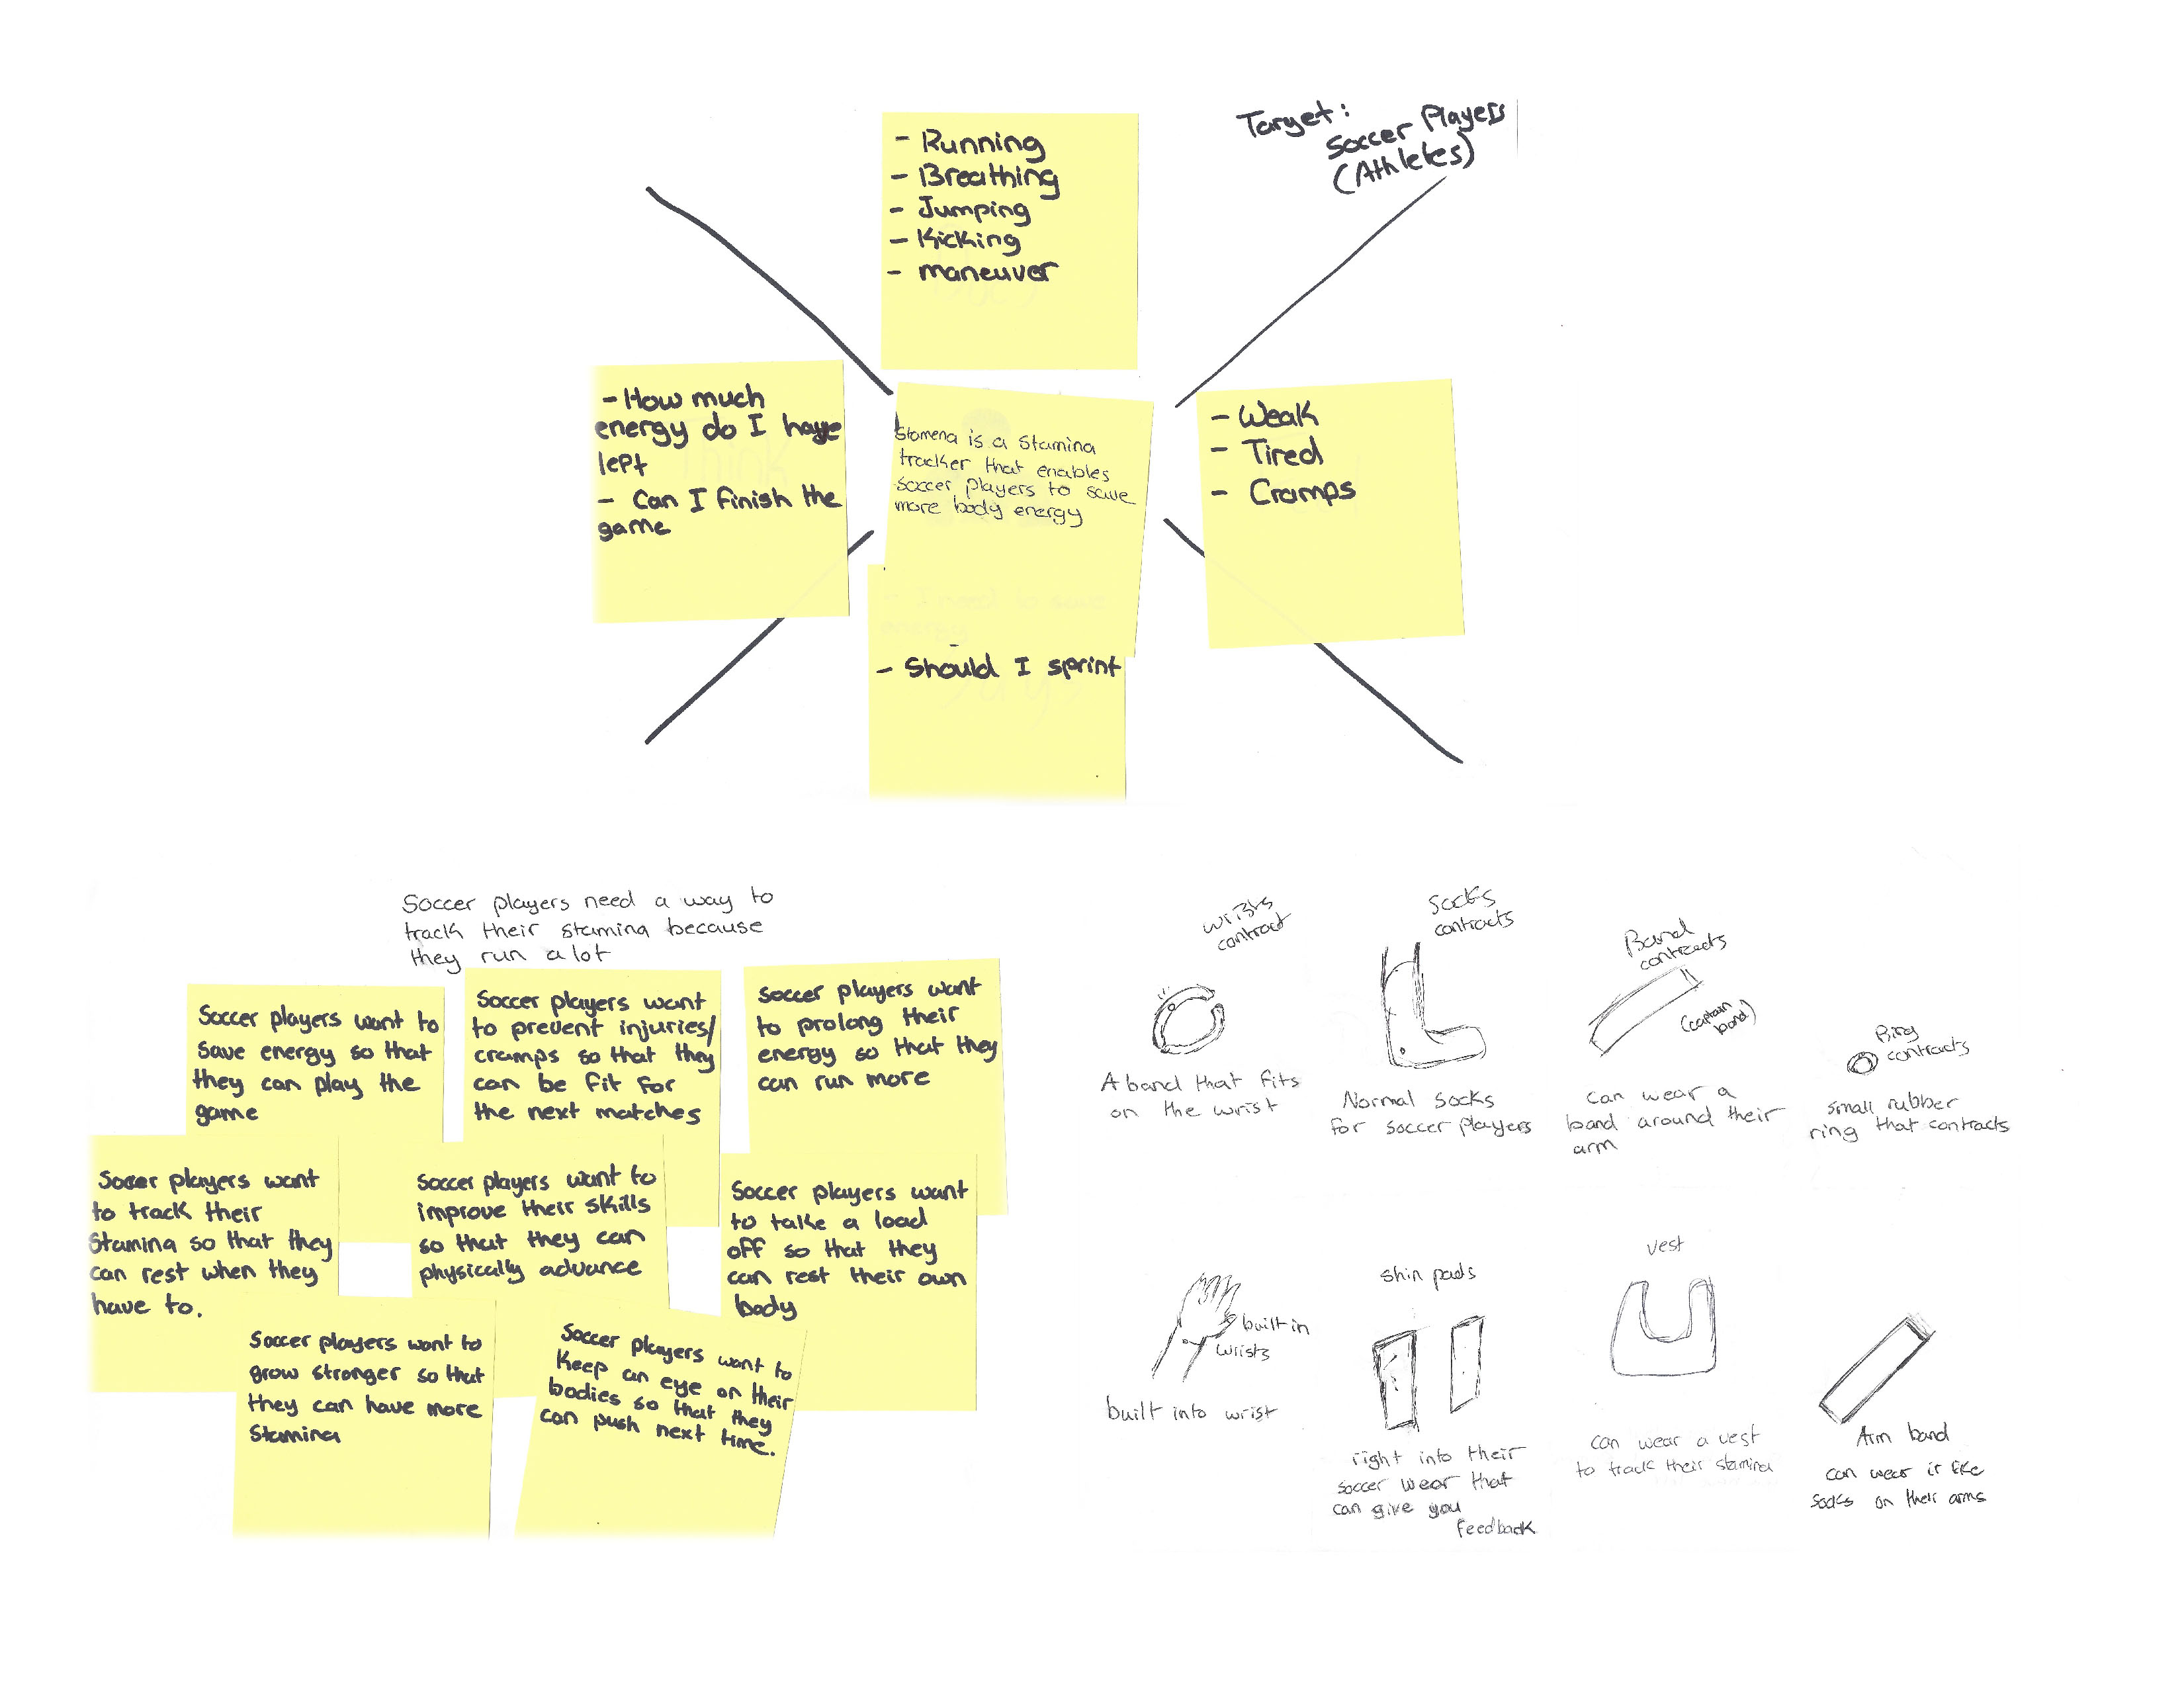 Target:
Soccer Players
(Athletes)
- Running
- Breathing
- Jumping
- Kicking
- maneuver
- How much
energy do I have
left
- Can I finish the
game
Stamena is a stamina
tracker that enables
soccer players to save
more body energy
- Weak
- Tired
- Cramps
- I need to save
energy
- Should I sprint
Soccer players need a way to
track their stamina because
they run a lot
Soccer players want to
save energy so that
they can play the
game
Soccer players want
to prevent injuries/
cramps so that they
can be fit for
the next matches
Soccer players want
to prolong their
energy so that they
can run more
Soccer players want
to track their
Stamina so that they
can rest when they
have to.
Soccer players want to
improve their skills
so that they can
physically advance
Soccer players want
to take a load
off so that they
can rest their own
body
Soccer players want to
grow stronger so that
they can have more
Stamina
Soccer players want to
keep an eye on their
bodies so that they
can push next time.
wrists
contract
A band that fits
on the wrist
Socks
contracts
Normal socks
for soccer players
Band
contracts
(captain
band)
can wear a
band around their
arm
Ring
contracts
small rubber
ring that contracts
built in
wrists
built into wrist
shin pads
right into their
soccer wear that
can give you
feedback
vest
can wear a vest
to track their stamina
Arm band
can wear it like
socks on their arms